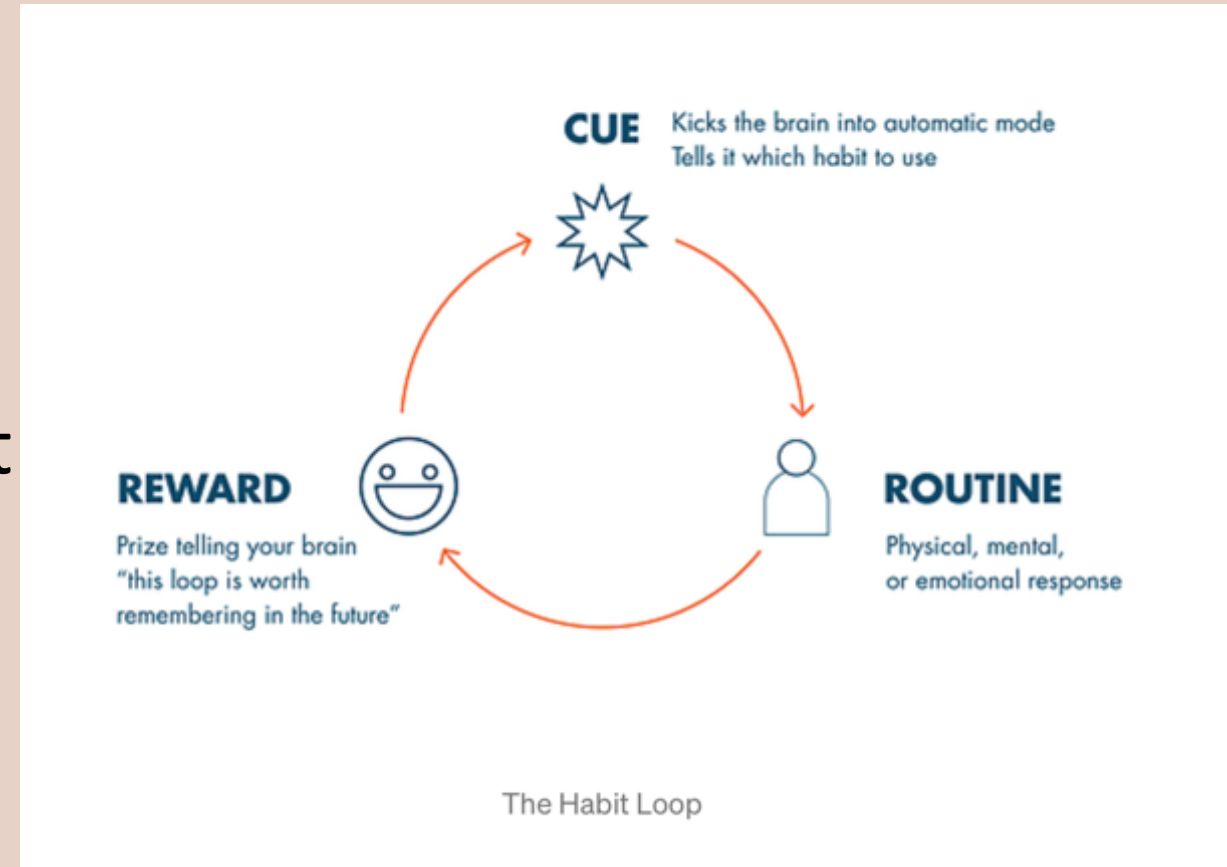 CUE
Kicks the brain into automatic mode
Tells it which habit to use
t
REWARD
Prize telling your brain
“this loop is worth
remembering in the future”
ROUTINE
Physical, mental,
or emotional response
The Habit Loop